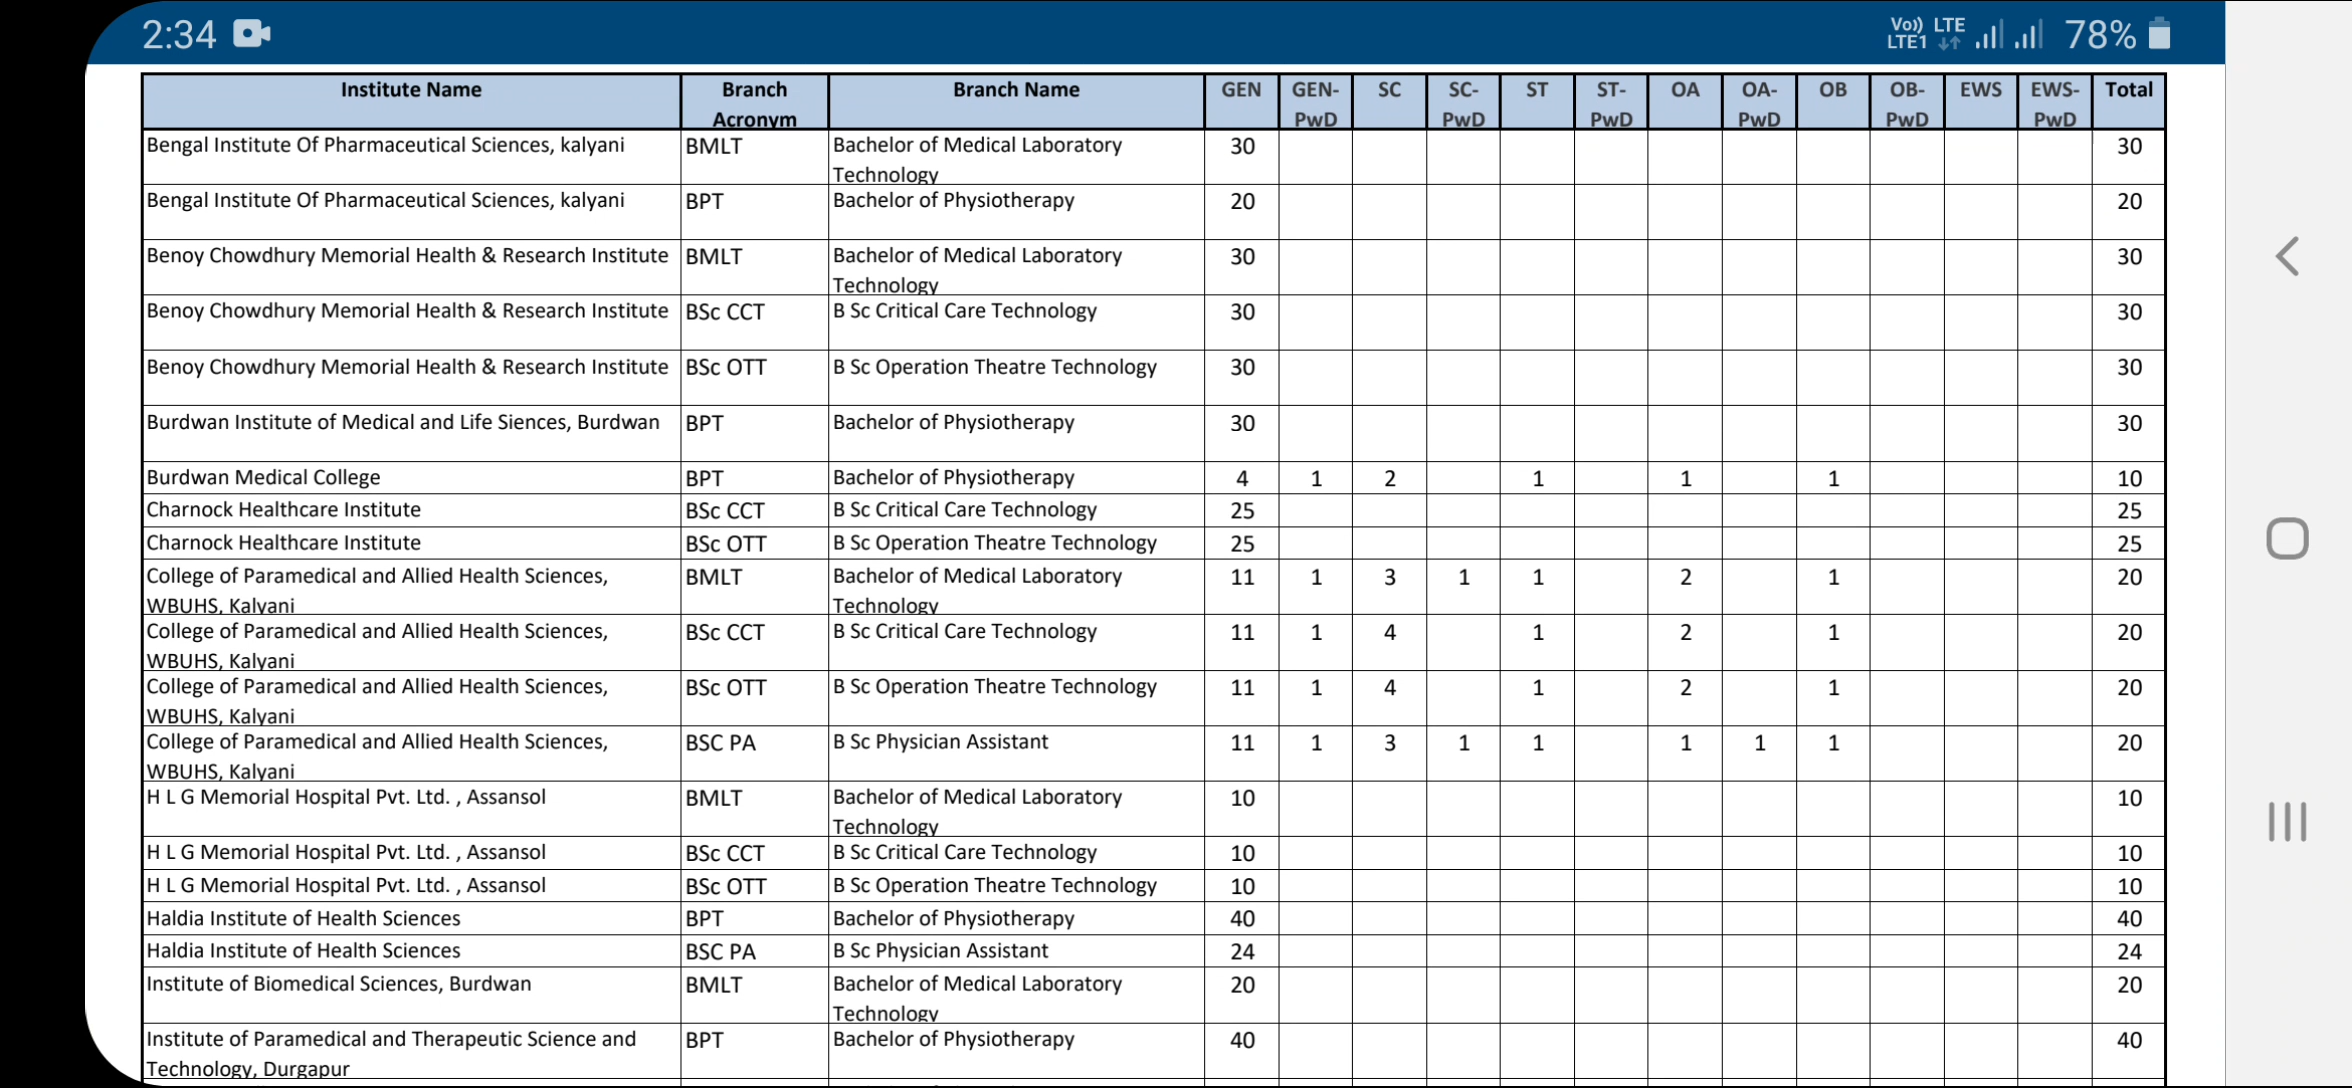 2:34 Vo)) LTE LTE1 78%
Institute Name Branch Acronym Branch Name GEN GEN-PwD SC SC-PwD ST ST-PwD OA OA-PwD OB OB-PwD EWS EWS-PwD Total
Bengal Institute Of Pharmaceutical Sciences, kalyani BMLT Bachelor of Medical Laboratory 30 30
Technology
Bengal Institute Of Pharmaceutical Sciences, kalyani BPT Bachelor of Physiotherapy 20 20
Benoy Chowdhury Memorial Health & Research Institute BMLT Bachelor of Medical Laboratory 30 30
Technology
Benoy Chowdhury Memorial Health & Research Institute BSc CCT B Sc Critical Care Technology 30 30
Benoy Chowdhury Memorial Health & Research Institute BSc OTT B Sc Operation Theatre Technology 30 30
Burdwan Institute of Medical and Life Siences, Burdwan BPT Bachelor of Physiotherapy 30 30
Burdwan Medical College BPT Bachelor of Physiotherapy 4 1 2 1 1 1 10
Charnock Healthcare Institute BSc CCT B Sc Critical Care Technology 25 25
Charnock Healthcare Institute BSc OTT B Sc Operation Theatre Technology 25 25
College of Paramedical and Allied Health Sciences, BMLT Bachelor of Medical Laboratory 11 1 3 1 1 2 1 20
WBUHS, Kalyani Technology
College of Paramedical and Allied Health Sciences, BSc CCT B Sc Critical Care Technology 11 1 4 1 2 1 20
WBUHS, Kalyani
College of Paramedical and Allied Health Sciences, BSc OTT B Sc Operation Theatre Technology 11 1 4 1 2 1 20
WBUHS, Kalyani
College of Paramedical and Allied Health Sciences, BSC PA B Sc Physician Assistant 11 1 3 1 1 1 1 1 20
WBUHS, Kalyani
H L G Memorial Hospital Pvt. Ltd. , Assansol BMLT Bachelor of Medical Laboratory 10 10
Technology
H L G Memorial Hospital Pvt. Ltd. , Assansol BSc CCT B Sc Critical Care Technology 10 10
H L G Memorial Hospital Pvt. Ltd. , Assansol BSc OTT B Sc Operation Theatre Technology 10 10
Haldia Institute of Health Sciences BPT Bachelor of Physiotherapy 40 40
Haldia Institute of Health Sciences BSC PA B Sc Physician Assistant 24 24
Institute of Biomedical Sciences, Burdwan BMLT Bachelor of Medical Laboratory 20 20
Technology
Institute of Paramedical and Therapeutic Science and BPT Bachelor of Physiotherapy 40 40
Technology, Durgapur